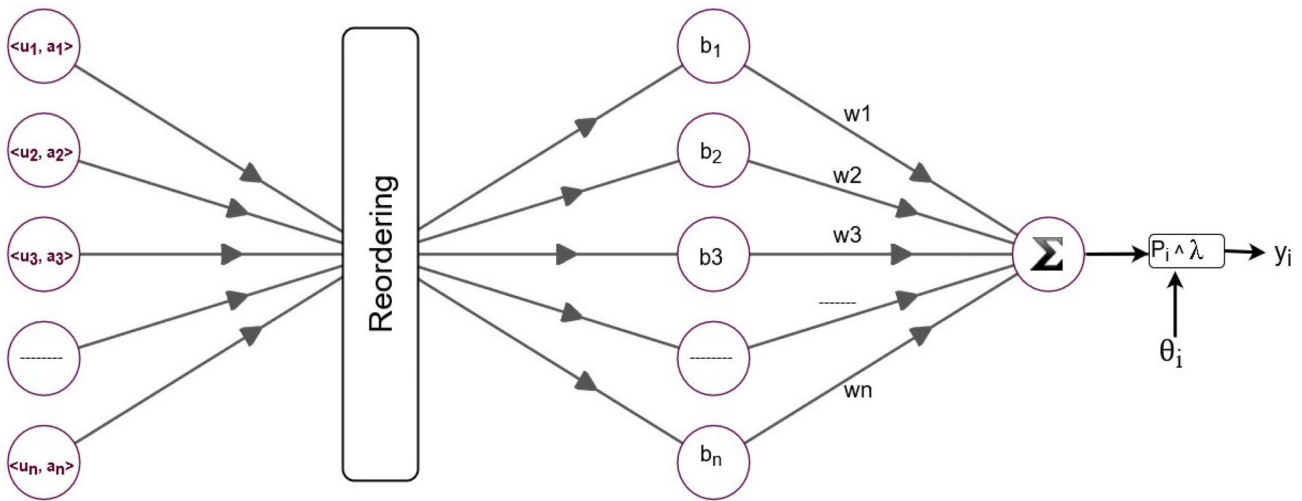 <u₁, a₁>
<u₂, a₂>
<u₃, a₃>
--------
<uₙ, aₙ>
Reordering
b₁
b₂
b3
--------
bₙ
w1
w2
w3
-------
wn
Σ
Pᵢ ^ λ
θᵢ
yᵢ